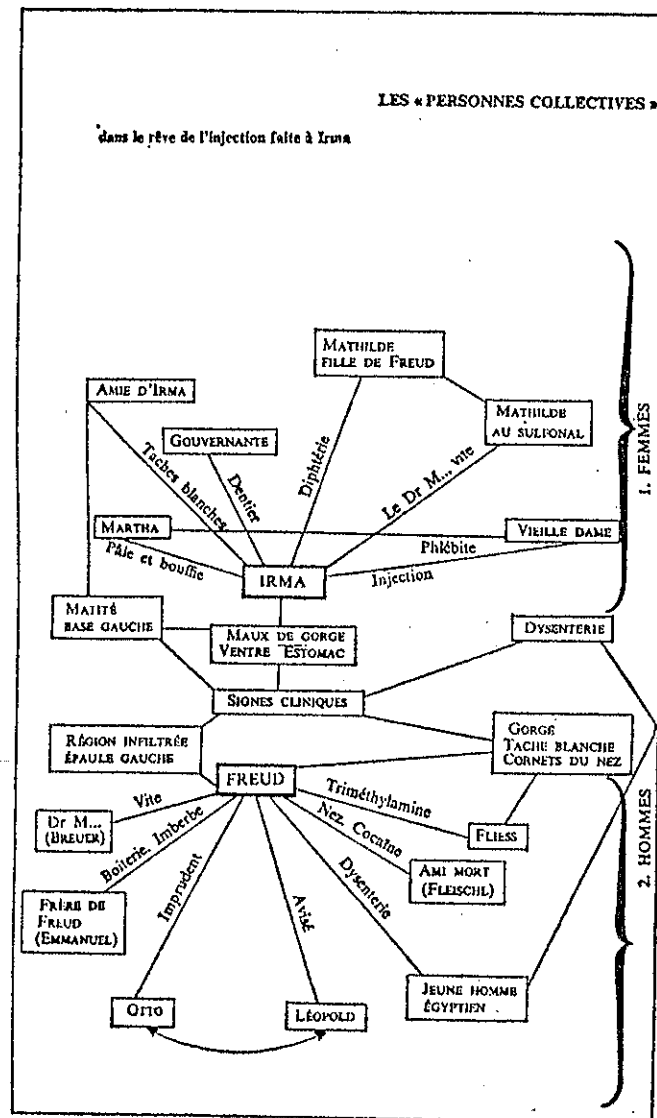 LES « PERSONNES COLLECTIVES »
dans le rêve de l'injection faite à Irma
MATHILDE
FILLE DE FREUD
AMIE D'IRMA
GOUVERNANTE
MATHILDE
AU SULFONAL
Taches blanches
Dentier
Diphtérie
Le Dr M... vite
1. FEMMES
MARTHA
VIEILLE DAME
Pâle et bouffie
Phlébite
IRMA
Injection
MATITÉ
BASE GAUCHE
MAUX DE GORGE
VENTRE ESTOMAC
DYSENTERIE
SIGNES CLINIQUES
RÉGION INFILTRÉE
ÉPAULE GAUCHE
GORGE
TACHE BLANCHE
CORNETS DU NEZ
FREUD
Vite
Triméthylamine
Dr M...
(BREUER)
Boiterie. Imberbe
Nez. Cocaïne
FLIESS
Imprudent
Avisé
Dysenterie
AMI MORT
(FLEISCHL)
2. HOMMES
FRÈRE DE
FREUD
(EMMANUEL)
OTTO
LÉOPOLD
JEUNE HOMME
ÉGYPTIEN